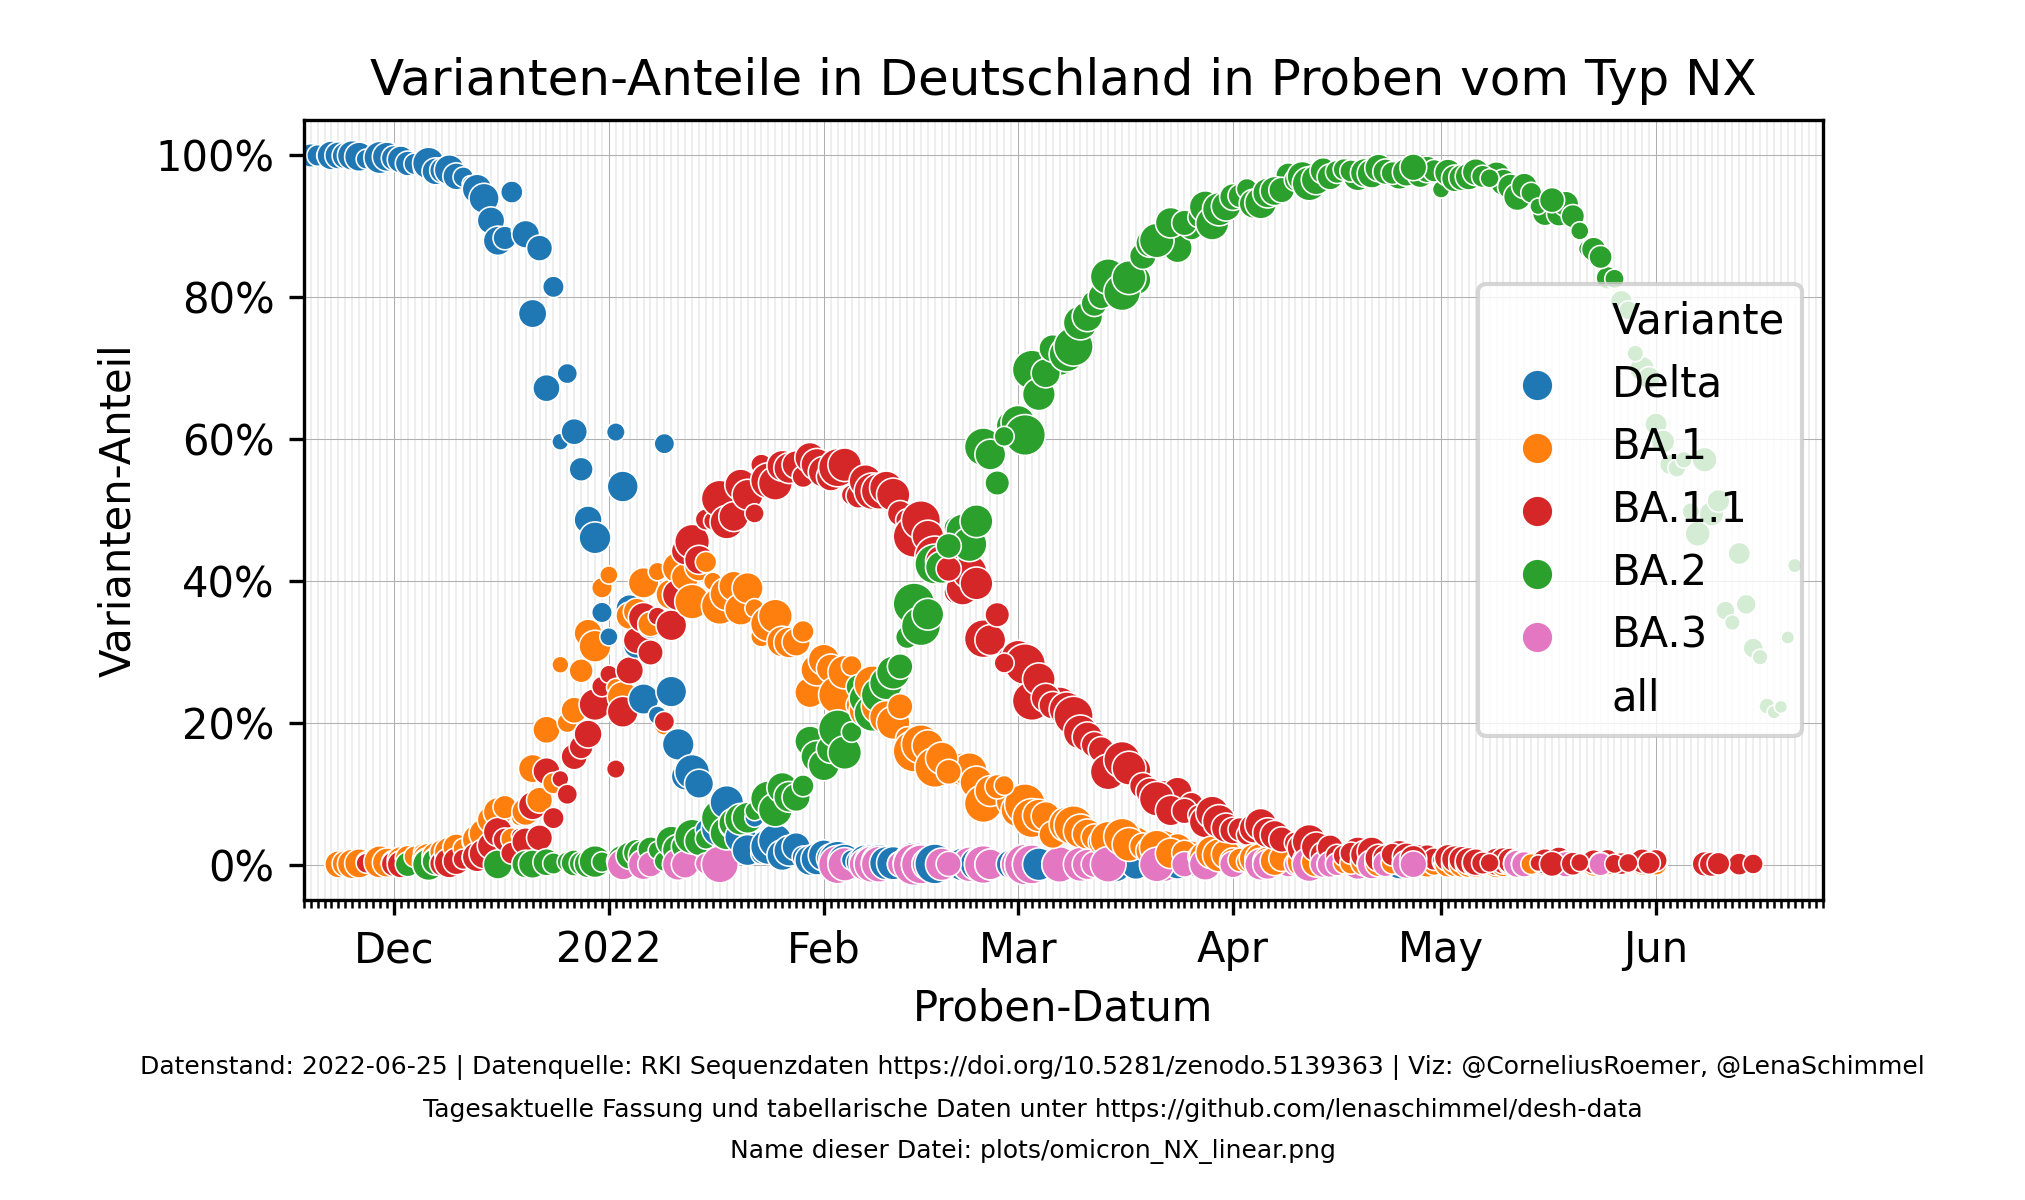 Varianten-Anteile in Deutschland in Proben vom Typ NX
100%
80%
60%
40%
20%
0%
Varianten-Anteil
Variante
Delta
BA.1
BA.1.1
BA.2
BA.3
all
Dec
2022
Feb
Mar
Apr
May
Jun
Proben-Datum
Datenstand: 2022-06-25 | Datenquelle: RKI Sequenzdaten https://doi.org/10.5281/zenodo.5139363 | Viz: @CorneliusRoemer, @LenaSchimmel
Tagesaktuelle Fassung und tabellarische Daten unter https://github.com/lenaschimmel/desh-data
Name dieser Datei: plots/omicron_NX_linear.png